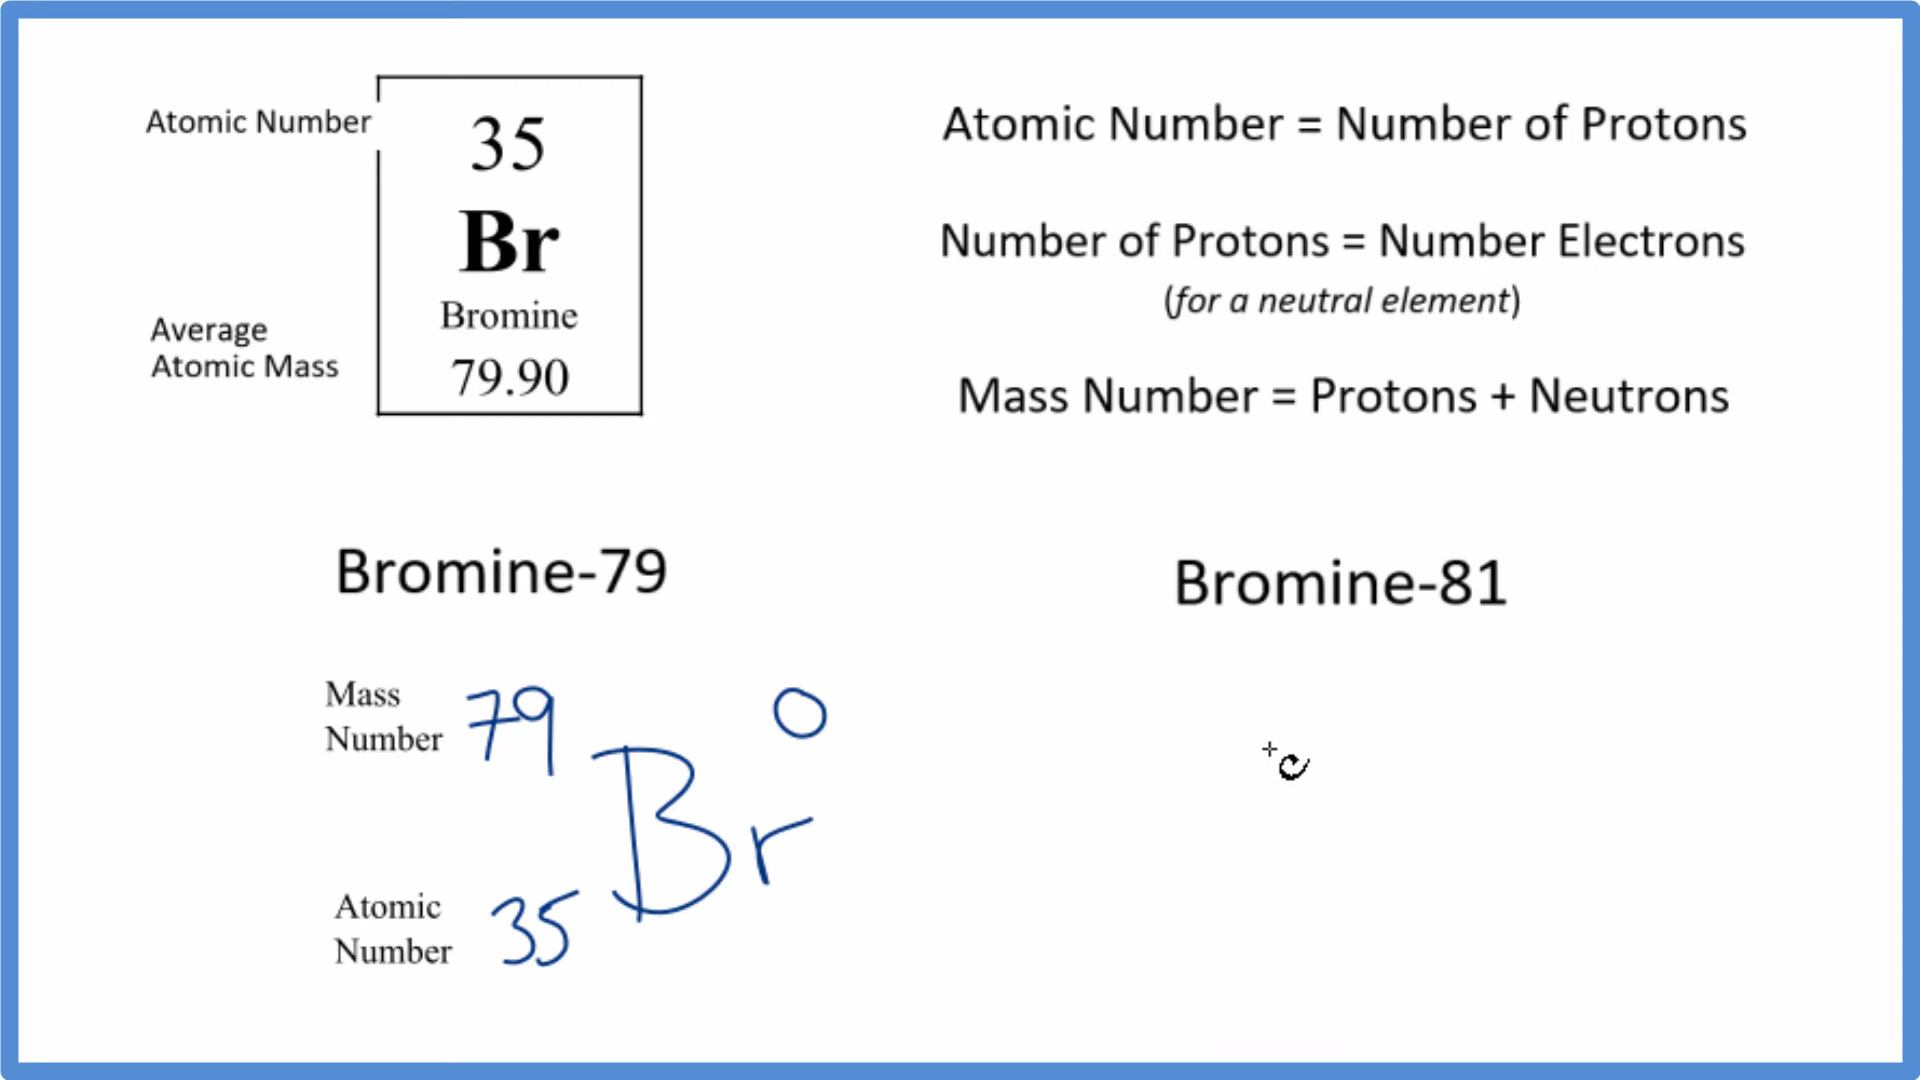 Atomic Number
35
Br
Bromine
79.90
Average
Atomic Mass
Atomic Number = Number of Protons
Number of Protons = Number Electrons
(for a neutral element)
Mass Number = Protons + Neutrons
Bromine-79
Mass
Number
79
Br
0
Atomic
Number
35
Bromine-81